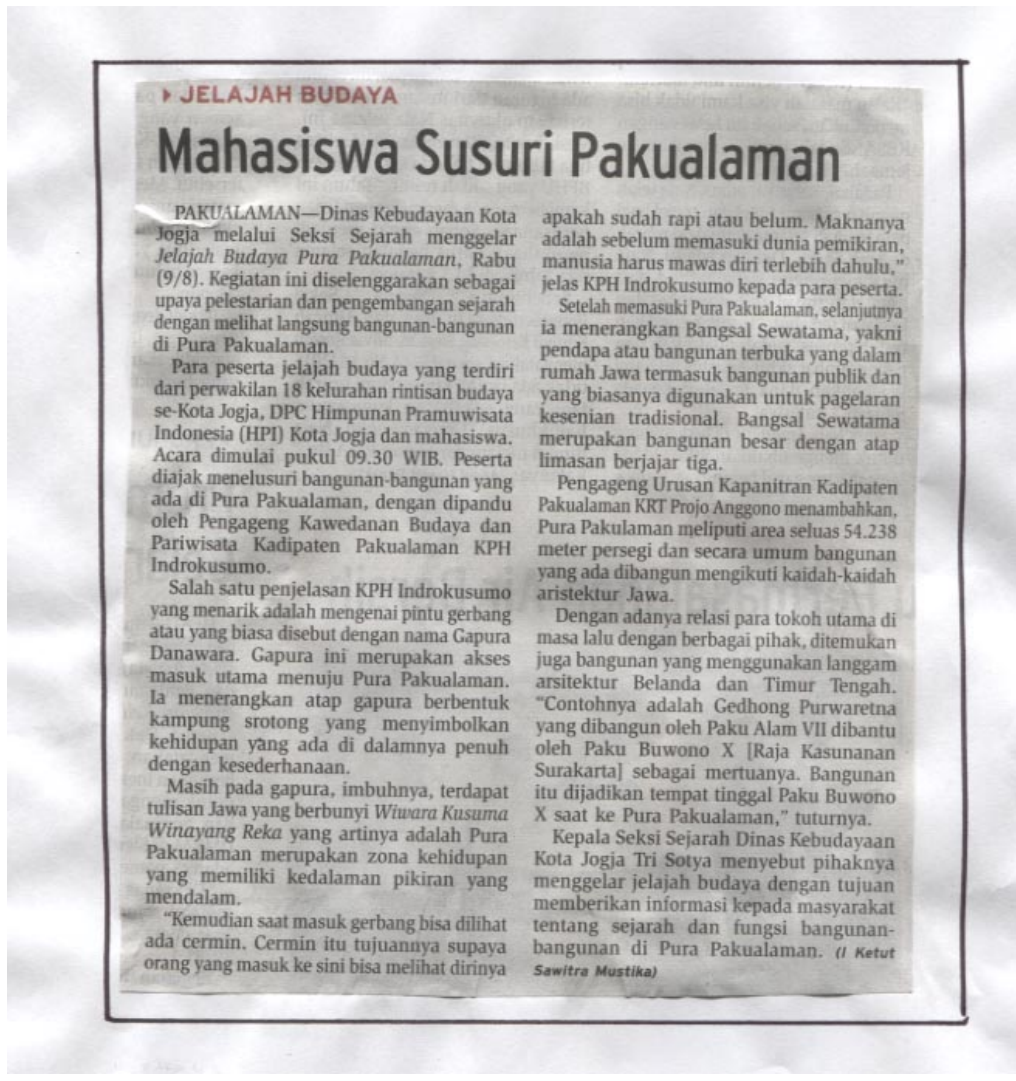 JELAJAH BUDAYA
Mahasiswa Susuri Pakualaman
PAKUALAMAN—Dinas Kebudayaan Kota
Jogja melalui Seksi Sejarah menggelar
Jelajah Budaya Pura Pakualaman, Rabu
(9/8). Kegiatan ini diselenggarakan sebagai
upaya pelestarian dan pengembangan sejarah
dengan melihat langsung bangunan-bangunan
di Pura Pakualaman.
Para peserta jelajah budaya yang terdiri
dari perwakilan 18 kelurahan rintisan budaya
se-Kota Jogja, DPC Himpunan Pramuwisata
Indonesia (HPI) Kota Jogja dan mahasiswa.
Acara dimulai pukul 09.30 WIB. Peserta
diajak menelusuri bangunan-bangunan yang
ada di Pura Pakualaman, dengan dipandu
oleh Pengageng Kawedanan Budaya dan
Pariwisata Kadipaten Pakualaman KPH
Indrokusumo.
Salah satu penjelasan KPH Indrokusumo
yang menarik adalah mengenai pintu gerbang
atau yang biasa disebut dengan nama Gapura
Danawara. Gapura ini merupakan akses
masuk utama menuju Pura Pakualaman.
Ia menerangkan atap gapura berbentuk
kampung srotong yang menyimbolkan
kehidupan yang ada di dalamnya penuh
dengan kesederhanaan.
Masih pada gapura, imbuhnya, terdapat
tulisan Jawa yang berbunyi Wiwara Kusuma
Winayang Reka yang artinya adalah Pura
Pakualaman merupakan zona kehidupan
yang memiliki kedalaman pikiran yang
mendalam.
"Kemudian saat masuk gerbang bisa dilihat
ada cermin. Cermin itu tujuannya supaya
orang yang masuk ke sini bisa melihat dirinya
apakah sudah rapi atau belum. Maknanya
adalah sebelum memasuki dunia pemikiran,
manusia harus mawas diri terlebih dahulu,"
jelas KPH Indrokusumo kepada para peserta.
Setelah memasuki Pura Pakualaman, selanjutnya
ia menerangkan Bangsal Sewatama, yakni
pendapa atau bangunan terbuka yang dalam
rumah Jawa termasuk bangunan publik dan
yang biasanya digunakan untuk pagelaran
kesenian tradisional. Bangsal Sewatama
merupakan bangunan besar dengan atap
limasan berjajar tiga.
Pengageng Urusan Kapanitran Kadipaten
Pakualaman KRT Projo Anggono menambahkan,
Pura Pakulaman meliputi area seluas 54.238
meter persegi dan secara umum bangunan
yang ada dibangun mengikuti kaidah-kaidah
aristektur Jawa.
Dengan adanya relasi para tokoh utama di
masa lalu dengan berbagai pihak, ditemukan
juga bangunan yang menggunakan langgam
arsitektur Belanda dan Timur Tengah.
"Contohnya adalah Gedhong Purwaretna
yang dibangun oleh Paku Alam VII dibantu
oleh Paku Buwono X [Raja Kasunanan
Surakarta] sebagai mertuanya. Bangunan
itu dijadikan tempat tinggal Paku Buwono
X saat ke Pura Pakualaman," tuturnya.
Kepala Seksi Sejarah Dinas Kebudayaan
Kota Jogja Tri Sotya menyebut pihaknya
menggelar jelajah budaya dengan tujuan
memberikan informasi kepada masyarakat
tentang sejarah dan fungsi bangunan-
bangunan di Pura Pakualaman. (I Ketut
Sawitra Mustika)